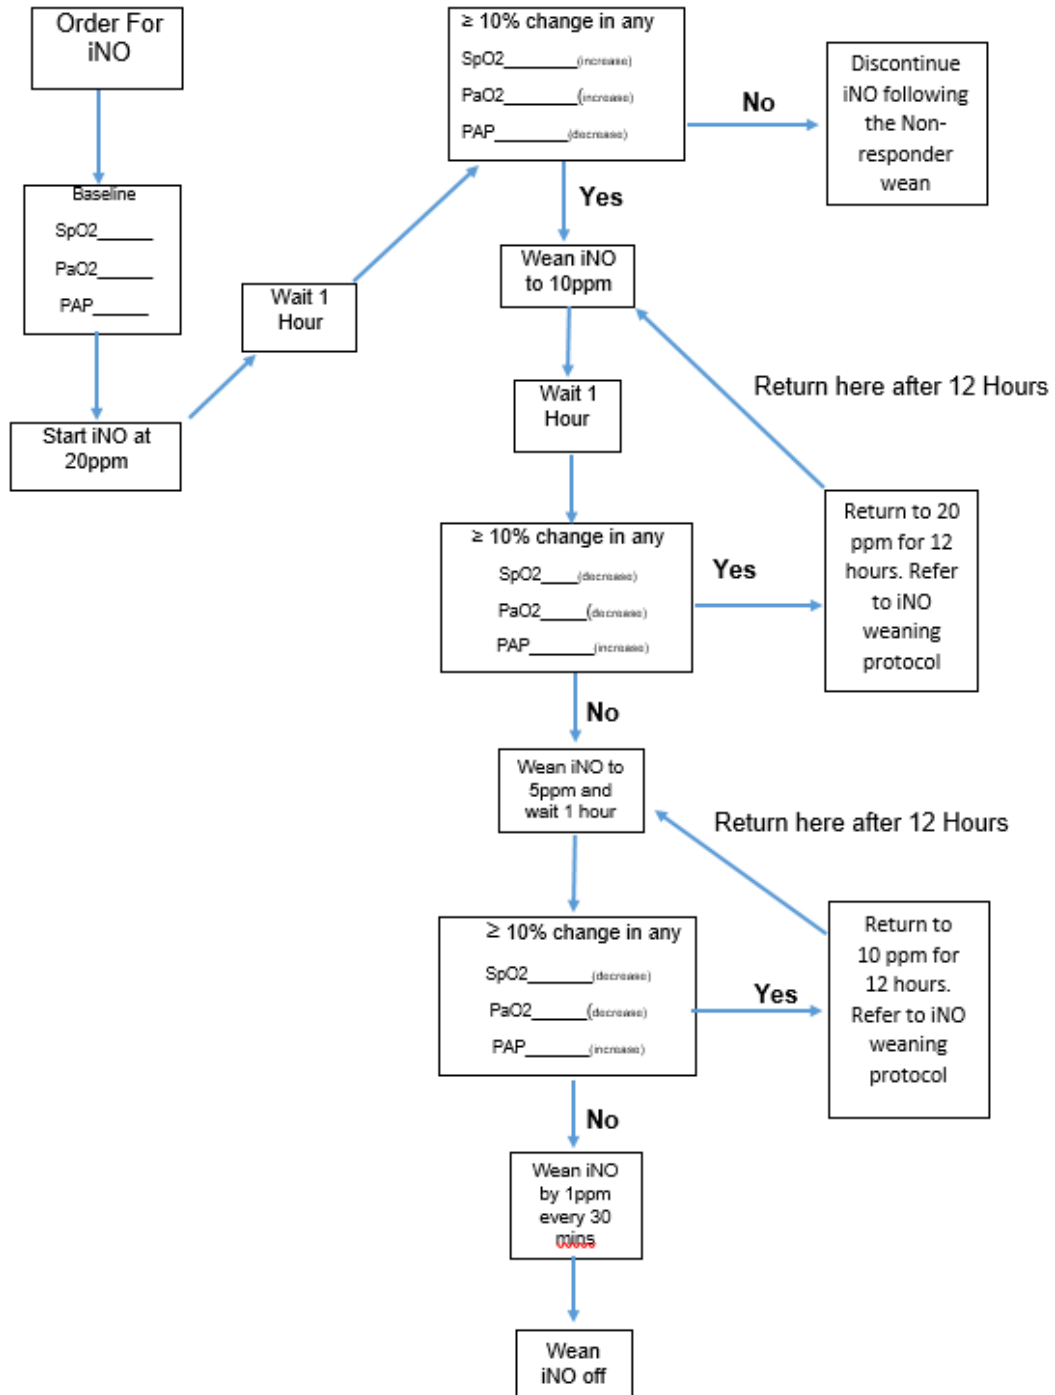 Order For
iNO
Baseline
SpO2______
PaO2______
PAP______
Start iNO at
20ppm
Wait 1
Hour
≥ 10% change in any
SpO2________(increase)
PaO2_________(increase)
PAP________(decrease)
No
Discontinue
iNO following
the Non-
responder
wean
Yes
Wean iNO
to 10ppm
Return here after 12 Hours
Wait 1
Hour
≥ 10% change in any
SpO2____(decrease)
PaO2_____(decrease)
PAP_______(increase)
Yes
Return to 20
ppm for 12
hours. Refer
to iNO
weaning
protocol
No
Wean iNO to
5ppm and
wait 1 hour
Return here after 12 Hours
≥ 10% change in any
SpO2_______(decrease)
PaO2______(decrease)
PAP_______(increase)
Yes
Return to
10 ppm for
12 hours.
Refer to iNO
weaning
protocol
No
Wean iNO
by 1ppm
every 30
mins
Wean
iNO off